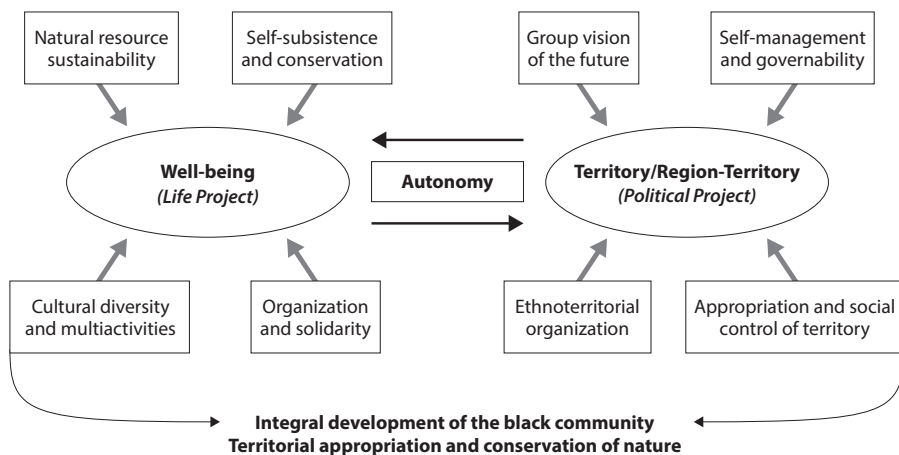 Natural resource
sustainability
Self-subsistence
and conservation
Group vision
of the future
Self-management
and governability
Well-being
(Life Project)
Autonomy
Territory/Region-Territory
(Political Project)
Cultural diversity
and multiactivities
Organization
and solidarity
Ethnoterritorial
organization
Appropriation and social
control of territory
Integral development of the black community
Territorial appropriation and conservation of nature